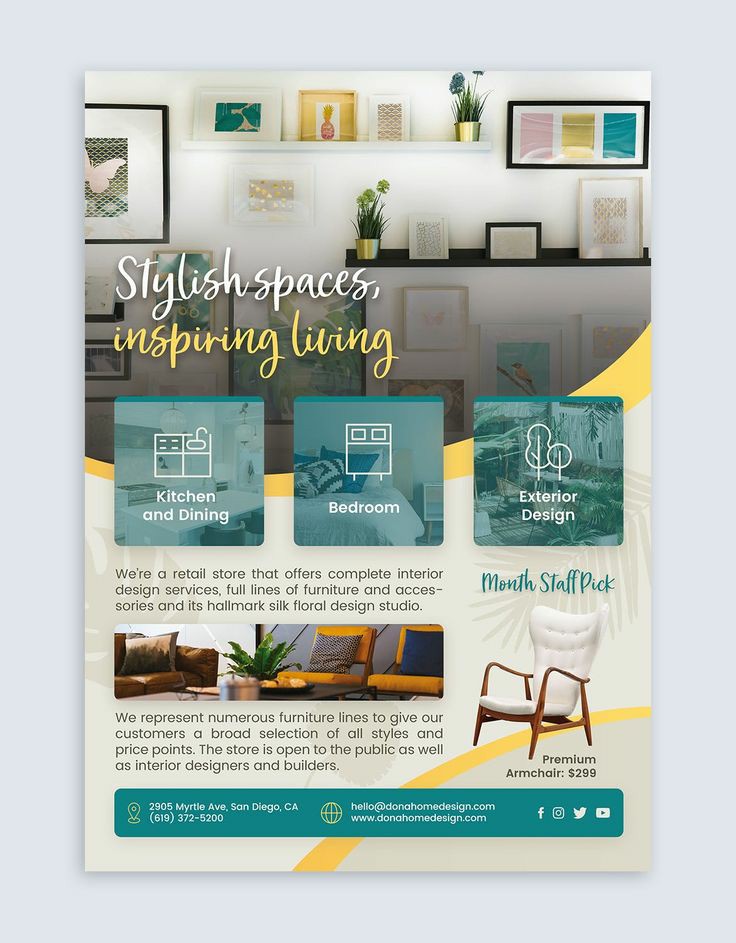 Stylish spaces,
inspiring living
Kitchen
and Dining
Bedroom
Exterior
Design
We're a retail store that offers complete interior
design services, full lines of furniture and acces-
sories and its hallmark silk floral design studio.
Month Staff Pick
We represent numerous furniture lines to give our
customers a broad selection of all styles and
price points. The store is open to the public as well
as interior designers and builders.
Premium
Armchair: $299
2905 Myrtle Ave, San Diego, CA
(619) 372-5200
hello@donahomedesign.com
www.donahomedesign.com